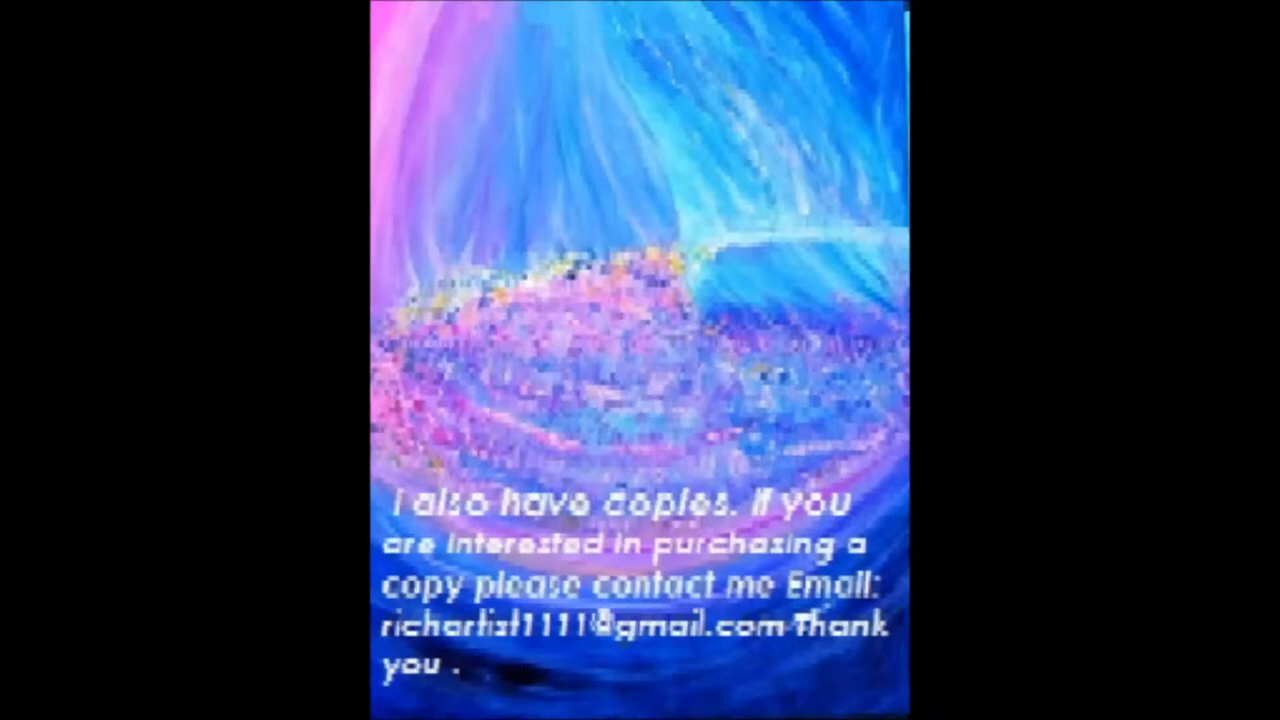 I also have copies. If you
are interested in purchasing a
copy please contact me Email:
richartist1111@gmail.com Thank
you .